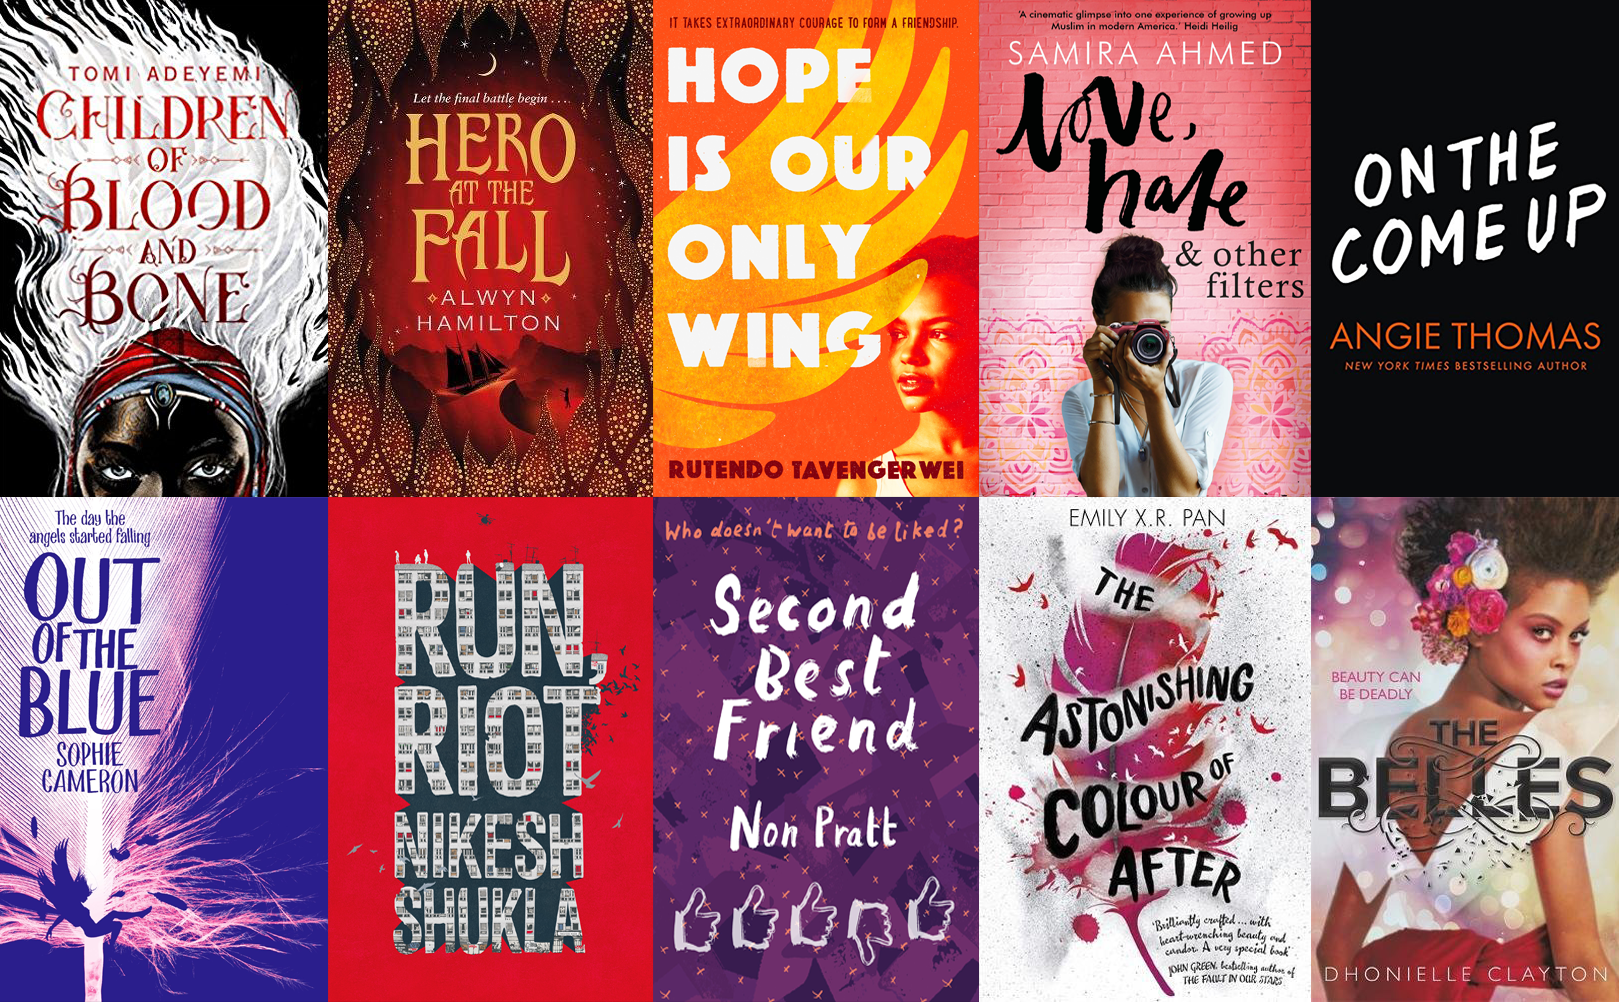 TOMI ADEYEMI
CHILDREN
OF
BLOOD
AND
BONE
Let the final battle begin . . . .
HERO
AT THE
FALL
ALWYN
HAMILTON
IT TAKES EXTRAORDINARY COURAGE TO FORM A FRIENDSHIP.
HOPE
IS OUR
ONLY
WING
RUTENDO TAVENGERWEI
'A cinematic glimpse into one experience of growing up
Muslim in modern America.' Heidi Heilig
SAMIRA AHMED
love,
hate
& other
filters
ON THE
COME UP
ANGIE THOMAS
NEW YORK TIMES BESTSELLING AUTHOR
The day the
angels started falling
OUT
OF THE
BLUE
SOPHIE
CAMERON
RUN,
RIOT
NIKESH
SHUKLA
Who doesn't want to be liked?
Second
Best
Friend
Non Pratt
EMILY X.R. PAN
THE
ASTONISHING
COLOUR OF
AFTER
'Brilliantly crafted ... with
heart-wrenching beauty and
candor. A very special book'
JOHN GREEN, bestselling author of
THE FAULT IN OUR STARS
BEAUTY CAN
BE DEADLY
THE
BELLES
DHONIELLE CLAYTON